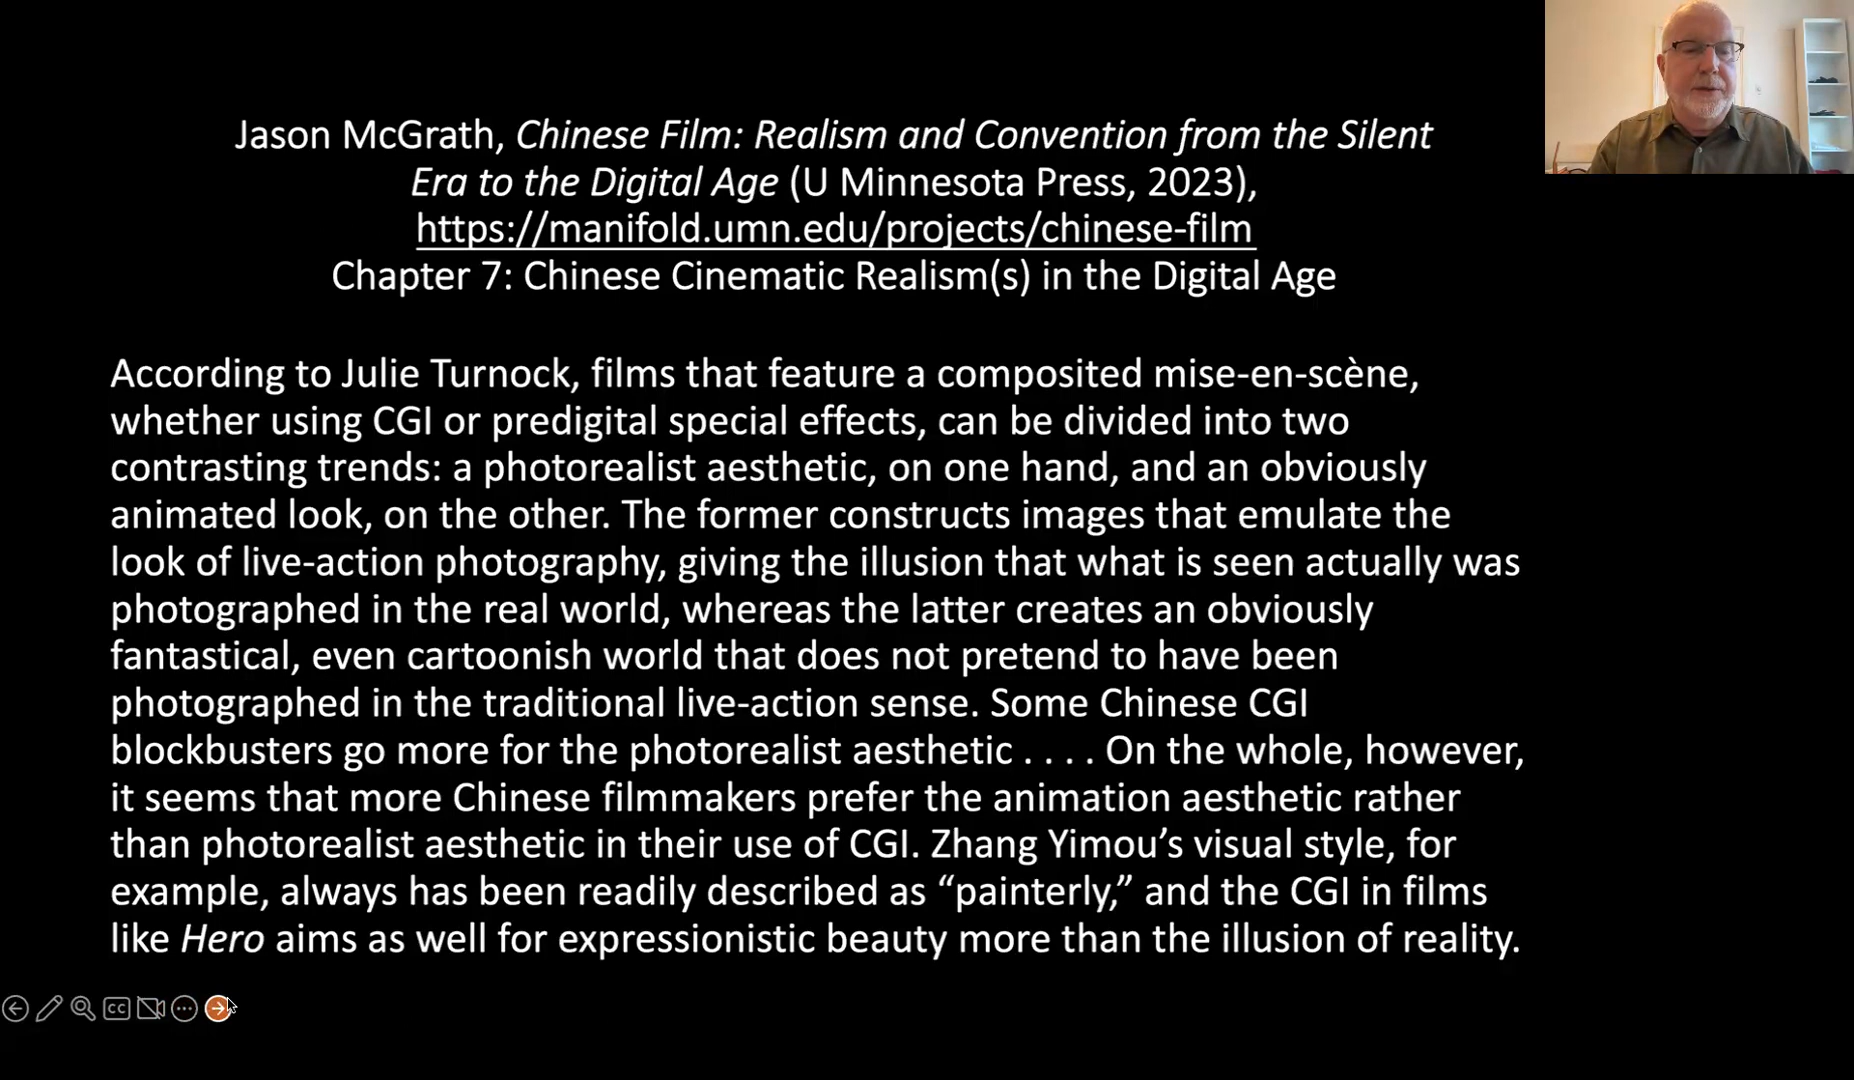 Jason McGrath, Chinese Film: Realism and Convention from the Silent
Era to the Digital Age (U Minnesota Press, 2023),
https://manifold.umn.edu/projects/chinese-film
Chapter 7: Chinese Cinematic Realism(s) in the Digital Age
According to Julie Turnock, films that feature a composited mise-en-scène,
whether using CGI or predigital special effects, can be divided into two
contrasting trends: a photorealist aesthetic, on one hand, and an obviously
animated look, on the other. The former constructs images that emulate the
look of live-action photography, giving the illusion that what is seen actually was
photographed in the real world, whereas the latter creates an obviously
fantastical, even cartoonish world that does not pretend to have been
photographed in the traditional live-action sense. Some Chinese CGI
blockbusters go more for the photorealist aesthetic . . . . On the whole, however,
it seems that more Chinese filmmakers prefer the animation aesthetic rather
than photorealist aesthetic in their use of CGI. Zhang Yimou’s visual style, for
example, always has been readily described as “painterly,” and the CGI in films
like Hero aims as well for expressionistic beauty more than the illusion of reality.
CC